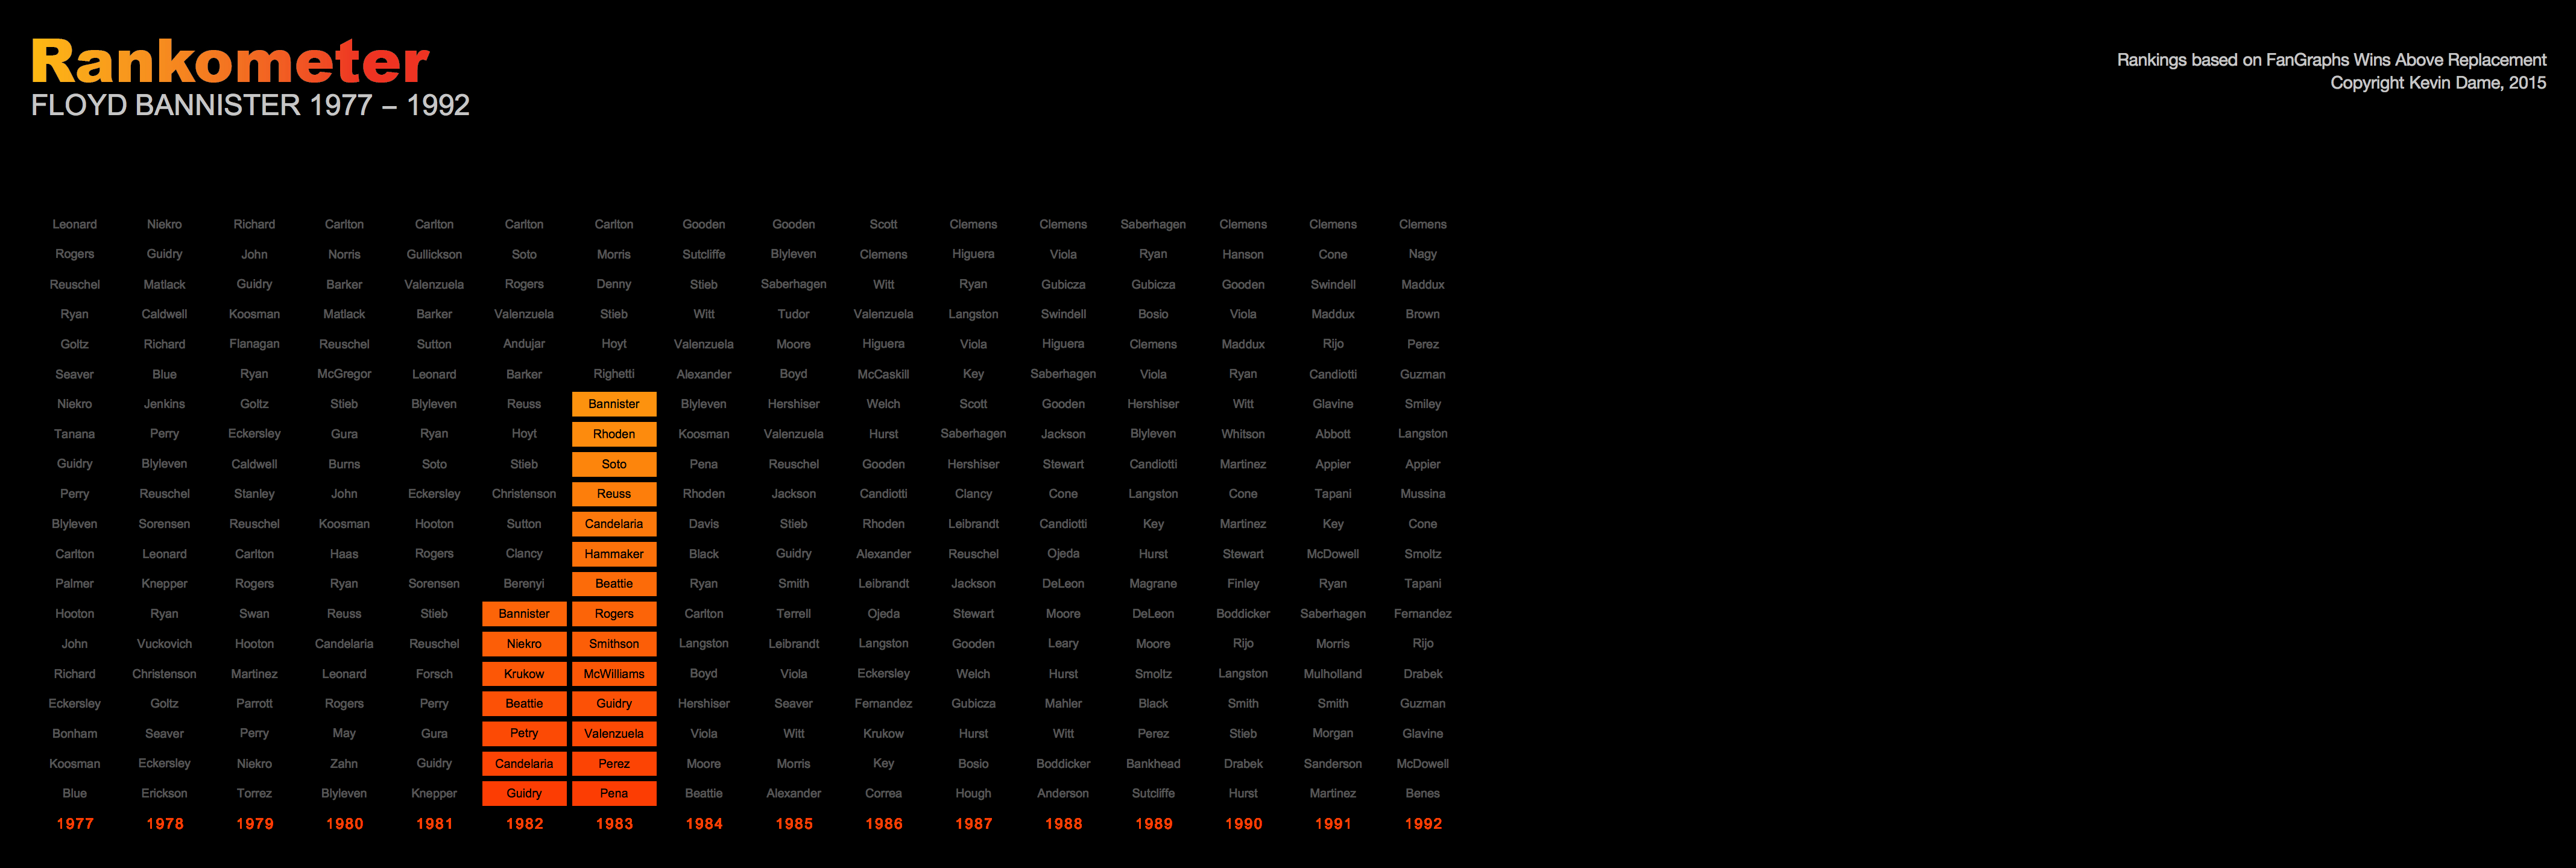 Rankometer
FLOYD BANNISTER 1977 – 1992
Rankings based on FanGraphs Wins Above Replacement
Copyright Kevin Dame, 2015
Leonard Niekro Richard Carlton Carlton Carlton Carlton Gooden Gooden Scott Clemens Clemens Saberhagen Clemens Clemens Clemens
Rogers Guidry John Norris Gullickson Soto Morris Sutcliffe Blyleven Clemens Higuera Viola Ryan Hanson Cone Nagy
Reuschel Matlack Guidry Barker Valenzuela Rogers Denny Stieb Saberhagen Witt Ryan Gubicza Gubicza Gooden Swindell Maddux
Ryan Caldwell Koosman Matlack Barker Valenzuela Stieb Witt Tudor Valenzuela Langston Swindell Bosio Viola Maddux Brown
Goltz Richard Flanagan Reuschel Sutton Andujar Hoyt Valenzuela Moore Higuera Viola Higuera Clemens Maddux Rijo Perez
Seaver Blue Ryan McGregor Leonard Barker Righetti Alexander Boyd McCaskill Key Saberhagen Viola Ryan Candiotti Guzman
Niekro Jenkins Goltz Stieb Blyleven Reuss Bannister Blyleven Hershiser Welch Scott Gooden Hershiser Witt Glavine Smiley
Tanana Perry Eckersley Gura Ryan Hoyt Rhoden Koosman Valenzuela Hurst Saberhagen Jackson Blyleven Whitson Abbott Langston
Guidry Blyleven Caldwell Burns Soto Stieb Soto Pena Reuschel Gooden Hershiser Stewart Candiotti Martinez Appier Appier
Perry Reuschel Stanley John Eckersley Christenson Reuss Rhoden Jackson Candiotti Clancy Cone Langston Cone Tapani Mussina
Blyleven Sorensen Reuschel Koosman Hooton Sutton Candelaria Davis Stieb Rhoden Leibrandt Candiotti Key Martinez Key Cone
Carlton Leonard Carlton Haas Rogers Clancy Hammaker Black Guidry Alexander Reuschel Ojeda Hurst Stewart McDowell Smoltz
Palmer Knepper Rogers Ryan Sorensen Berenyi Beattie Ryan Smith Leibrandt Jackson DeLeon Magrane Finley Ryan Tapani
Hooton Ryan Swan Reuss Stieb Bannister Rogers Carlton Terrell Ojeda Stewart Moore DeLeon Boddicker Saberhagen Fernandez
John Vuckovich Hooton Candelaria Reuschel Niekro Smithson Langston Leibrandt Langston Gooden Leary Moore Rijo Morris Rijo
Richard Christenson Martinez Leonard Forsch Krukow McWilliams Boyd Viola Eckersley Welch Hurst Smoltz Langston Mulholland Drabek
Eckersley Goltz Parrott Rogers Perry Beattie Guidry Hershiser Seaver Fernandez Gubicza Mahler Black Smith Smith Guzman
Bonham Seaver Perry May Gura Petry Valenzuela Viola Witt Krukow Hurst Witt Perez Stieb Morgan Glavine
Koosman Eckersley Niekro Zahn Guidry Candelaria Perez Moore Morris Key Bosio Boddicker Bankhead Drabek Sanderson McDowell
Blue Erickson Torrez Blyleven Knepper Guidry Pena Beattie Alexander Correa Hough Anderson Sutcliffe Hurst Martinez Benes
1977 1978 1979 1980 1981 1982 1983 1984 1985 1986 1987 1988 1989 1990 1991 1992